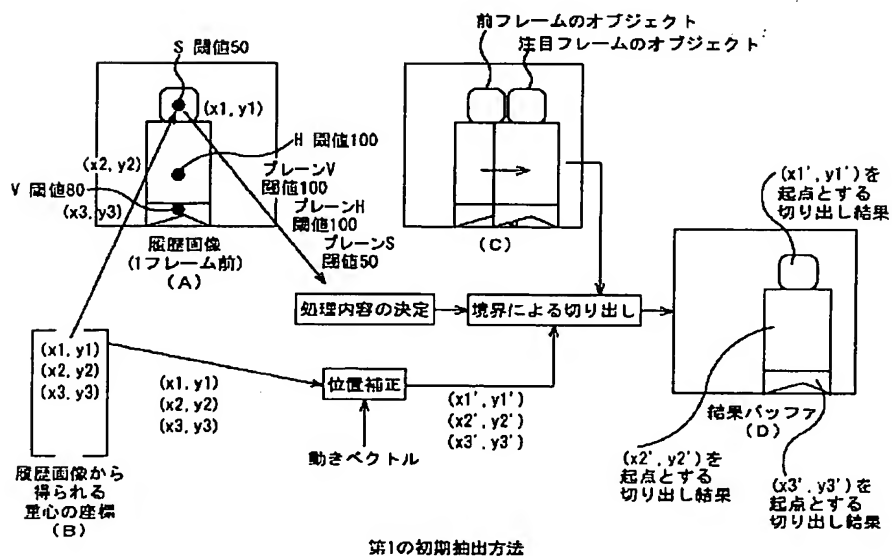 前フレームのオブジェクト
注目フレームのオブジェクト
S 閾値50
(x1, y1)
H 閾値100
(x2, y2)
V 閾値80
(x3, y3)
プレーンV
閾値100
プレーンH
閾値100
プレーンS
閾値50
履歴画像
(1フレーム前)
(A)
(C)
(x1', y1')を
起点とする
切り出し結果
処理内容の決定
境界による切り出し
(x1, y1)
(x2, y2)
(x3, y3)
(x1, y1)
(x2, y2)
(x3, y3)
位置補正
(x1', y1')
(x2', y2')
(x3', y3')
動きベクトル
結果バッファ
(D)
(x2', y2')を
起点とする
切り出し結果
(x3', y3')を
起点とする
切り出し結果
履歴画像から
得られる
重心の座標
(B)
第1の初期抽出方法